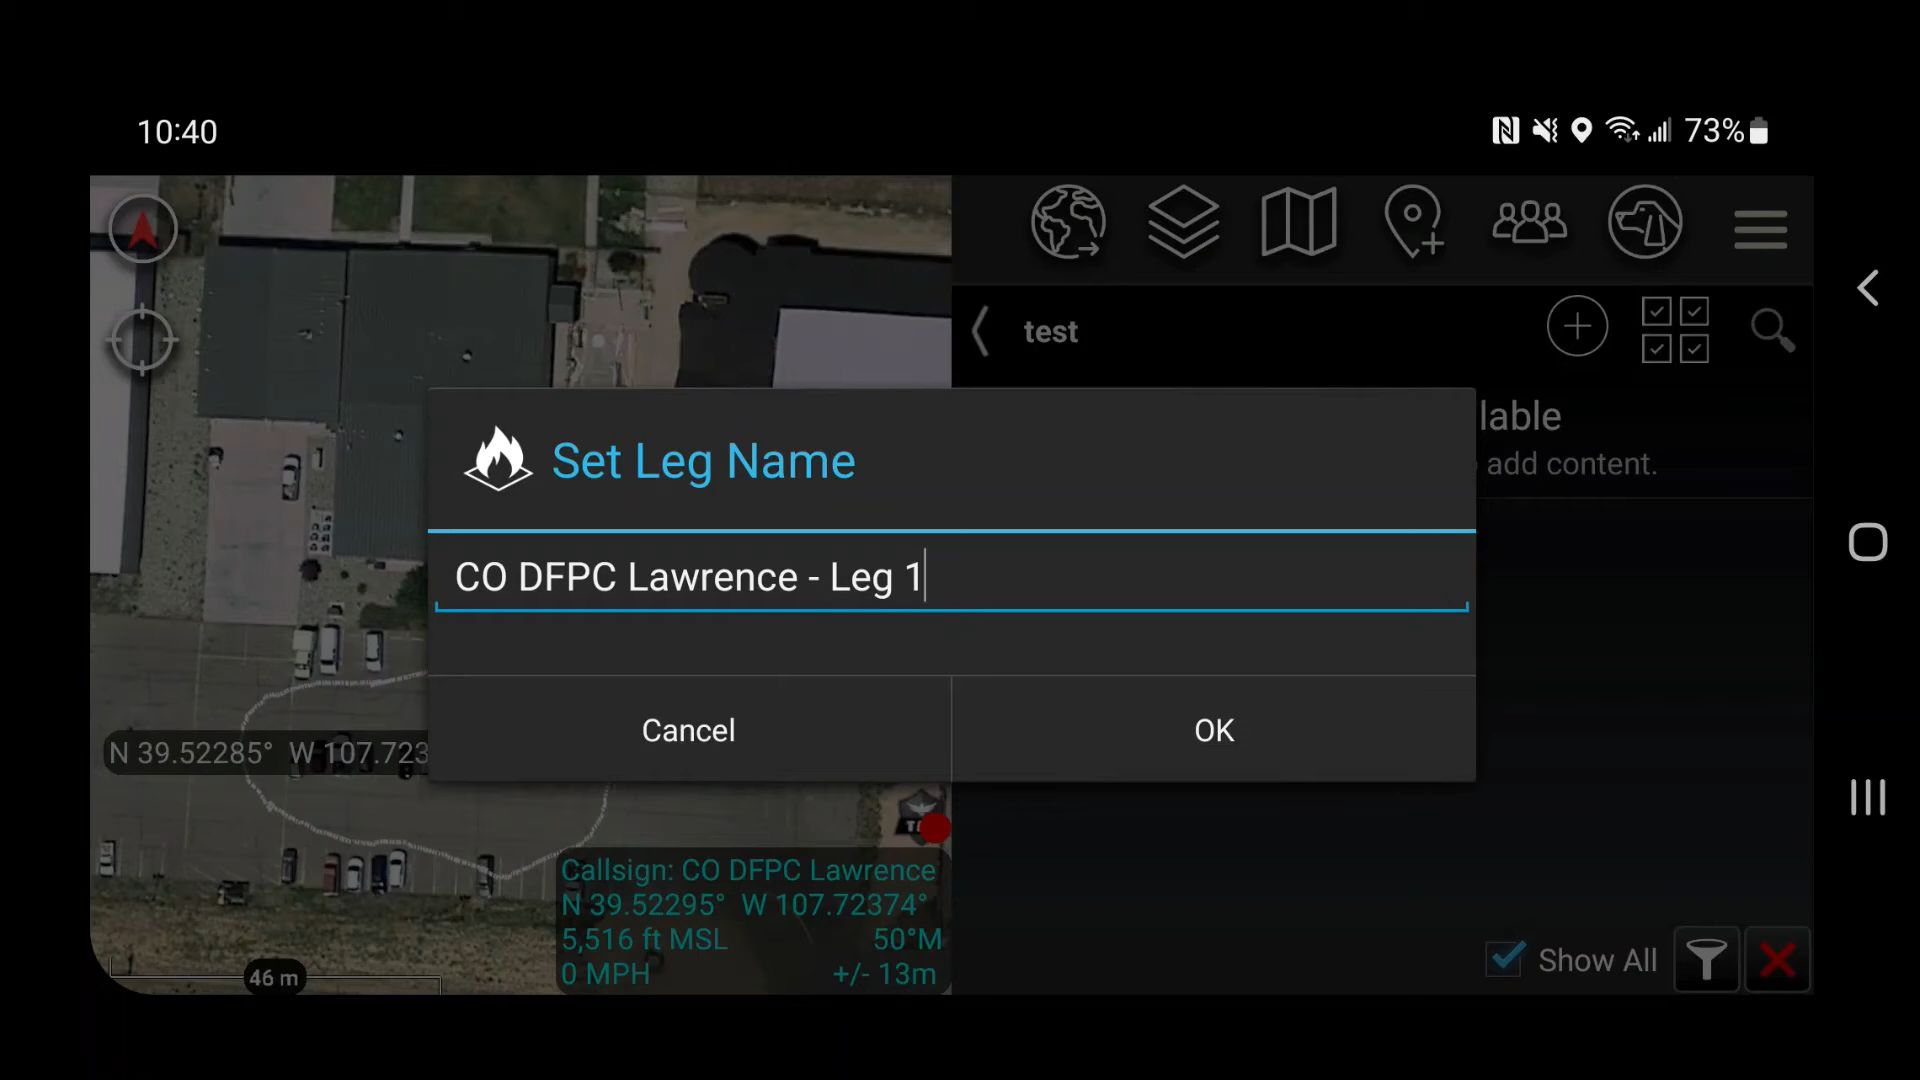 10:40
73%
test
lable
add content.
Set Leg Name
CO DFPC Lawrence - Leg 1
Cancel
OK
N 39.52285° W 107.723
Callsign: CO DFPC Lawrence
N 39.52295° W 107.72374°
5,516 ft MSL 50°M
0 MPH +/- 13m
46 m
Show All